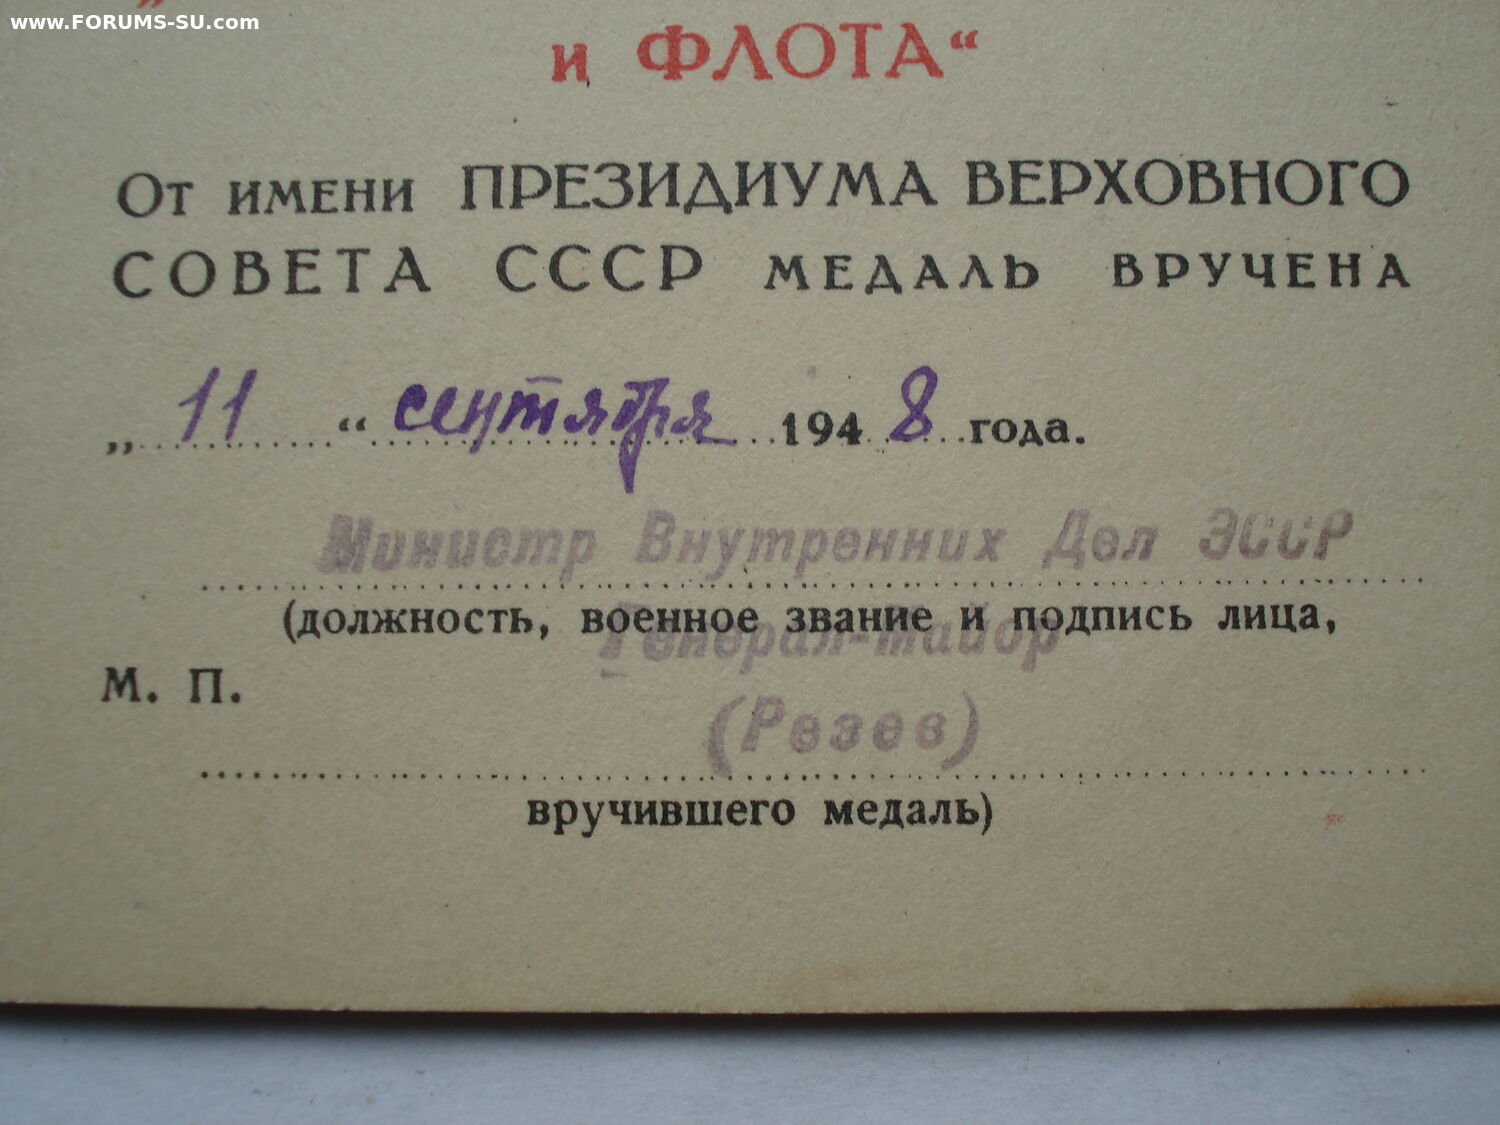 www.FORUMS-SU.com
и ФЛОТА“
От имени ПРЕЗИДИУМА ВЕРХОВНОГО
СОВЕТА СССР медаль вручена
„ 11 “ сентября 1948 года.
Министр Внутренних Дел ЭССР
(должность, военное звание и подпись лица,
Генерал-майор
М. П.
(Резев)
вручившего медаль)